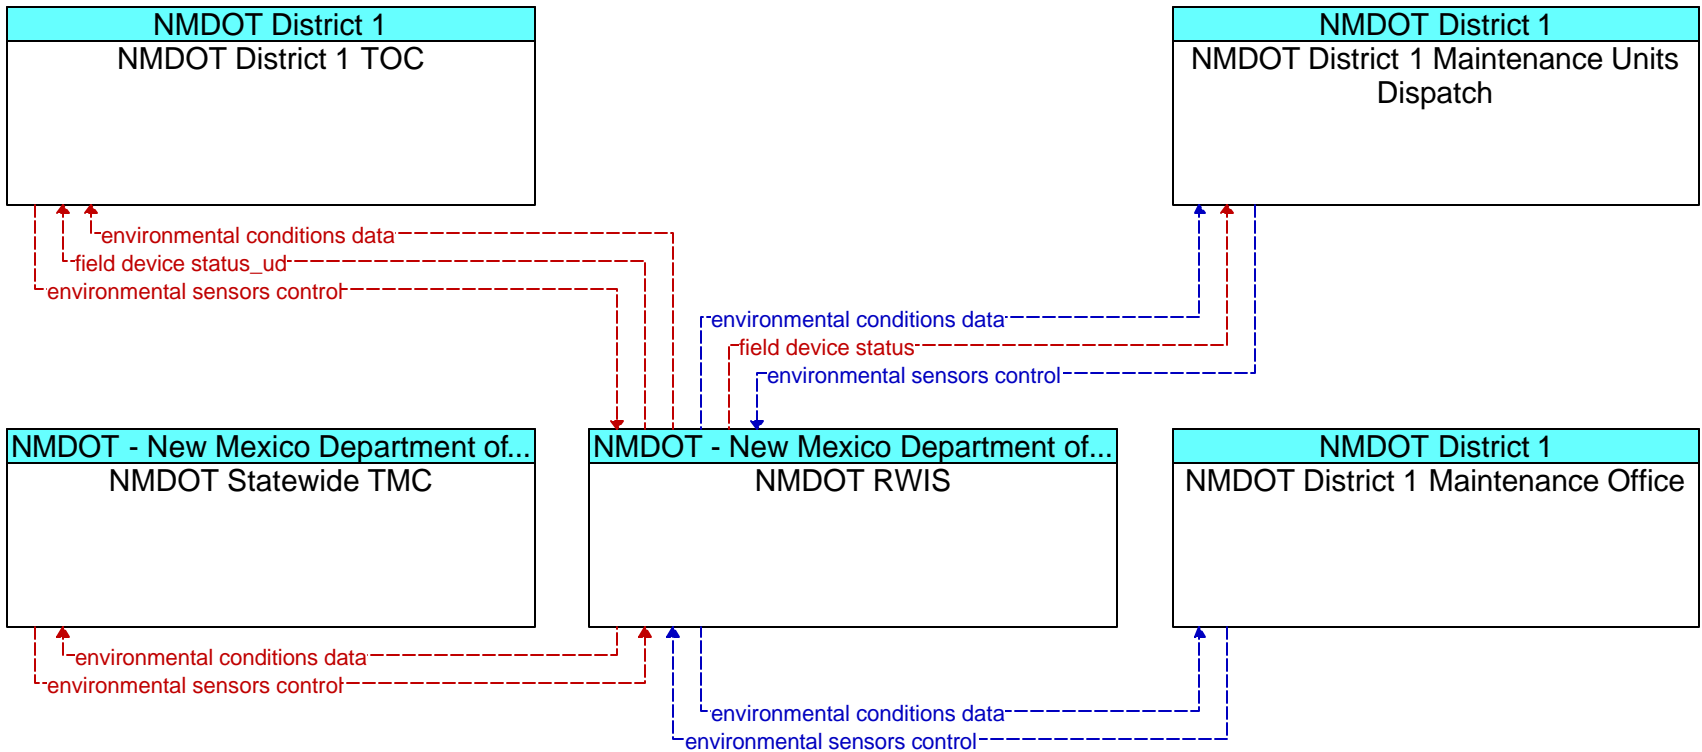 NMDOT District 1
NMDOT District 1 TOC
NMDOT District 1
NMDOT District 1 Maintenance Units
Dispatch
environmental conditions data
field device status_ud
environmental sensors control
environmental conditions data
field device status
environmental sensors control
NMDOT - New Mexico Department of...
NMDOT Statewide TMC
NMDOT - New Mexico Department of...
NMDOT RWIS
NMDOT District 1
NMDOT District 1 Maintenance Office
environmental conditions data
environmental sensors control
environmental conditions data
environmental sensors control